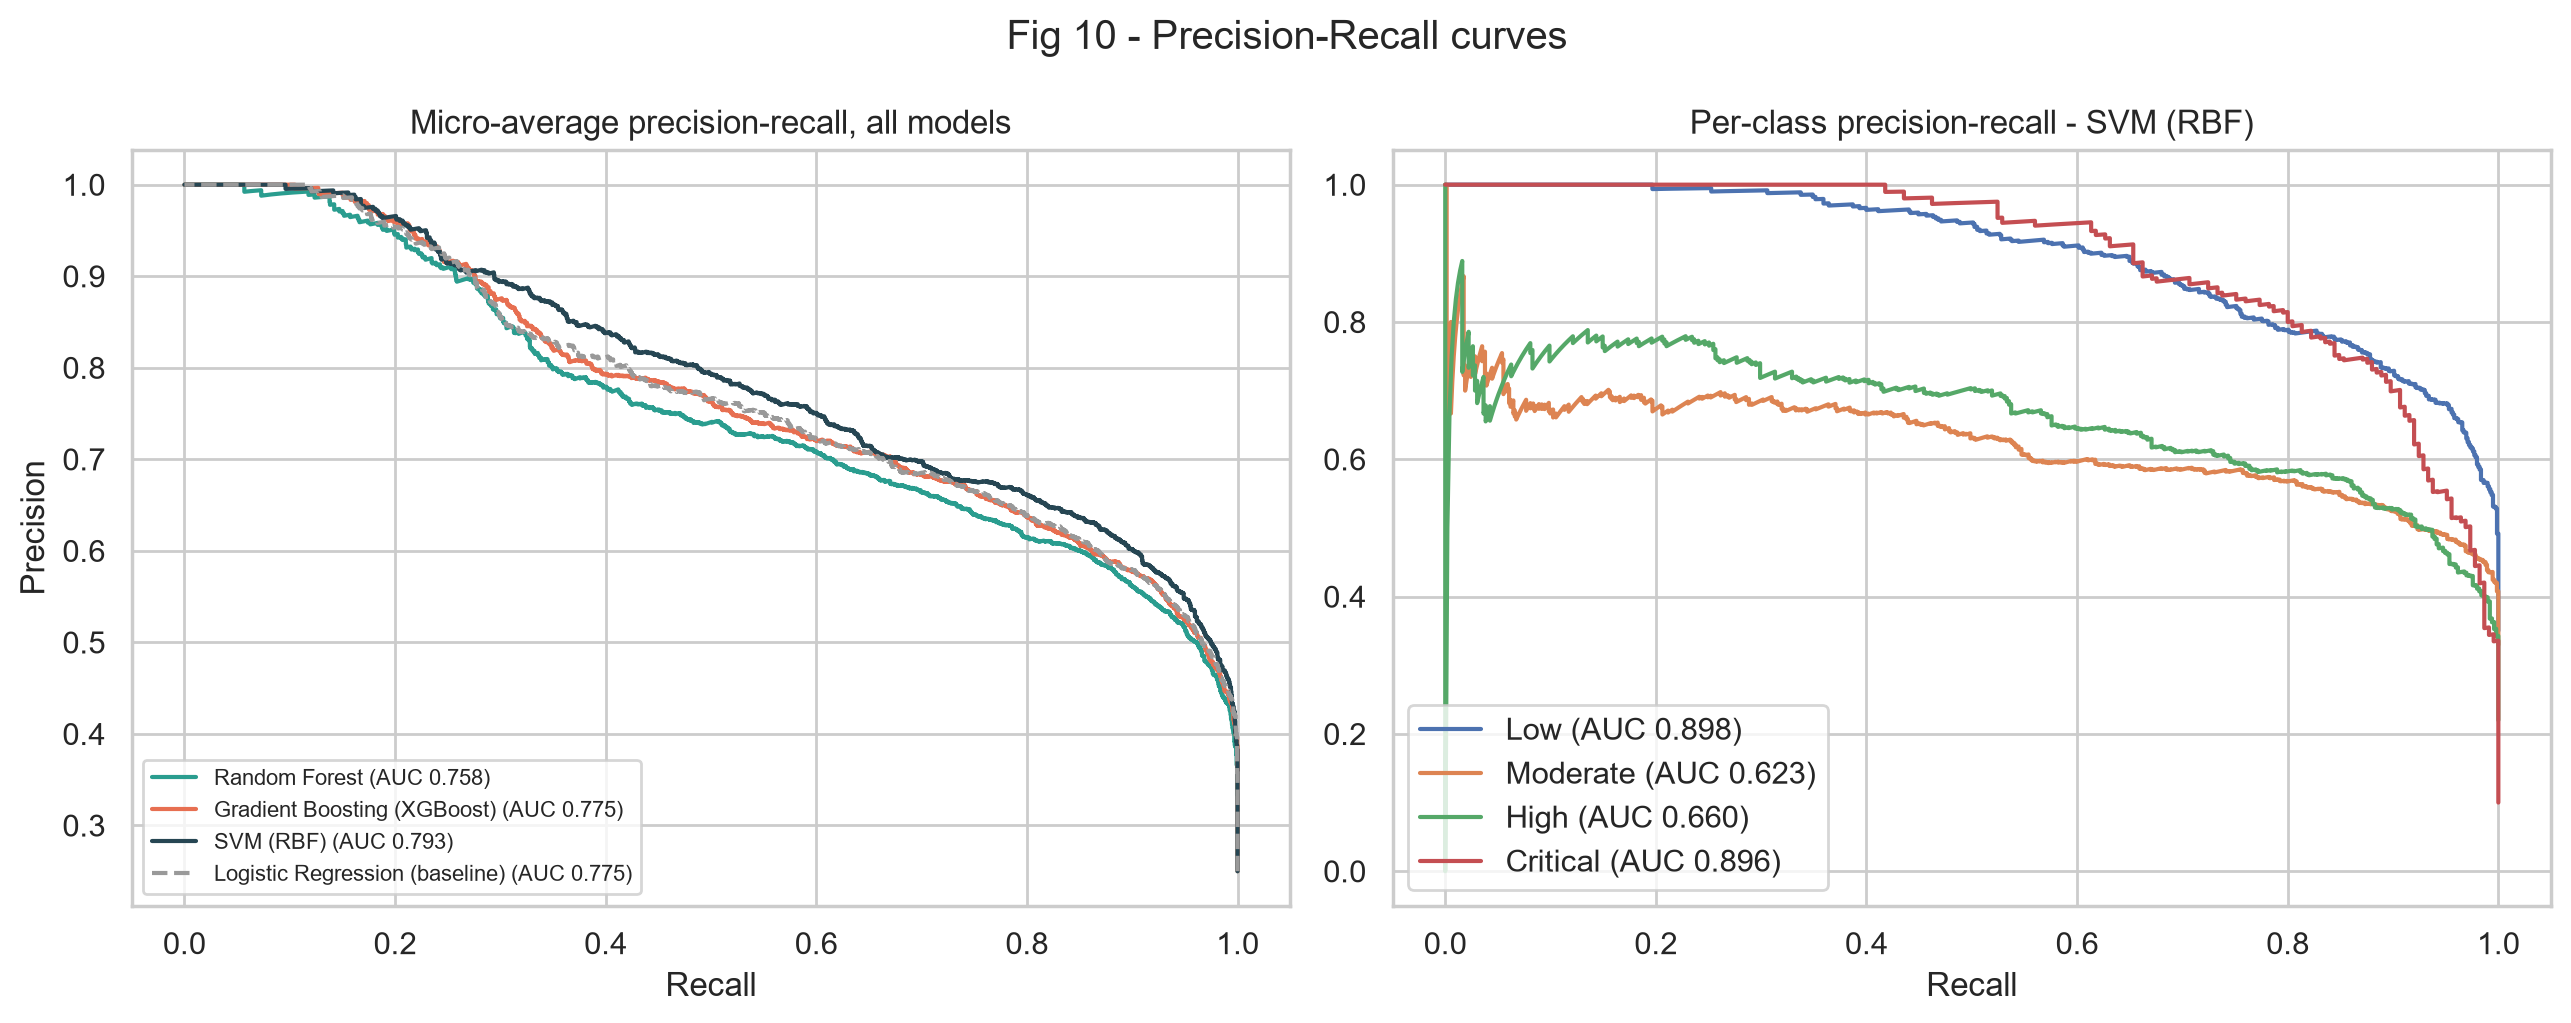 Fig 10 - Precision-Recall curves
Micro-average precision-recall, all models
Precision
1.0
0.9
0.8
0.7
0.6
0.5
0.4
0.3
Random Forest (AUC 0.758)
Gradient Boosting (XGBoost) (AUC 0.775)
SVM (RBF) (AUC 0.793)
Logistic Regression (baseline) (AUC 0.775)
0.0 0.2 0.4 0.6 0.8 1.0
Recall
Per-class precision-recall - SVM (RBF)
1.0
0.8
0.6
0.4
0.2
0.0
Low (AUC 0.898)
Moderate (AUC 0.623)
High (AUC 0.660)
Critical (AUC 0.896)
0.0 0.2 0.4 0.6 0.8 1.0
Recall